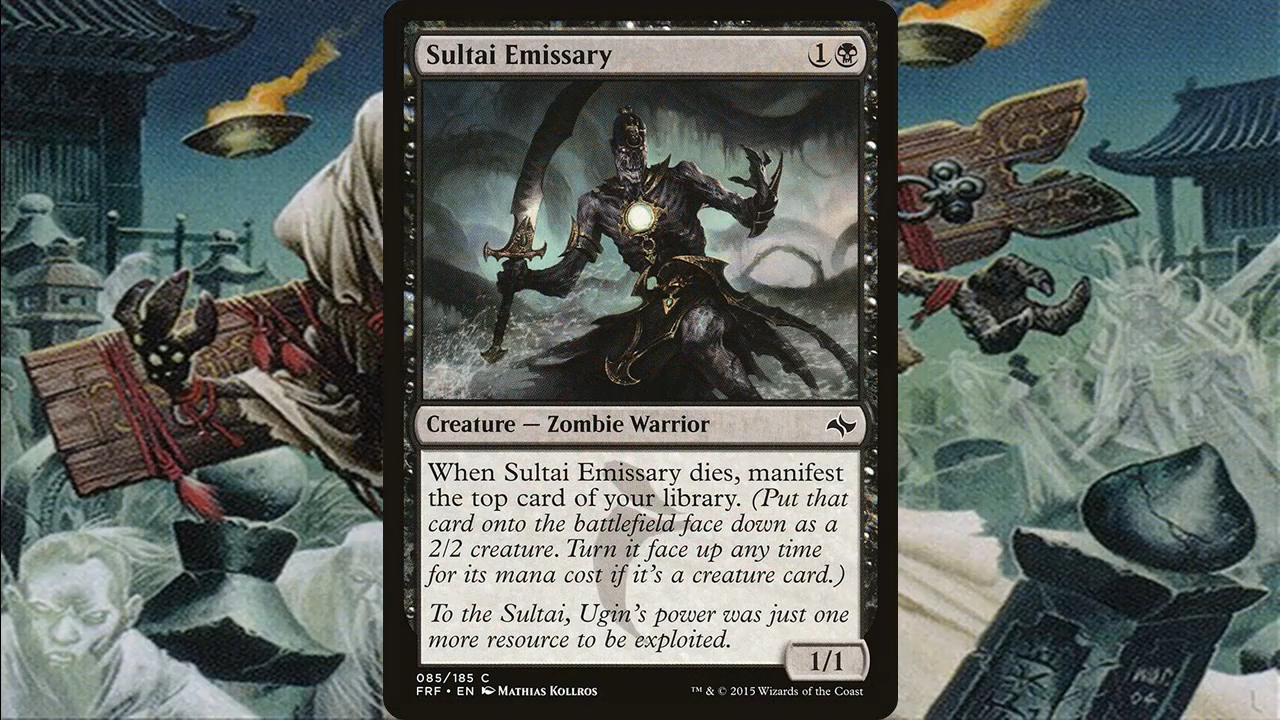 Sultai Emissary 1
Creature — Zombie Warrior
When Sultai Emissary dies, manifest
the top card of your library. (Put that
card onto the battlefield face down as a
2/2 creature. Turn it face up any time
for its mana cost if it's a creature card.)
To the Sultai, Ugin's power was just one
more resource to be exploited.
1/1
085/185 C
FRF • EN Mathias Kollros
™ & © 2015 Wizards of the Coast